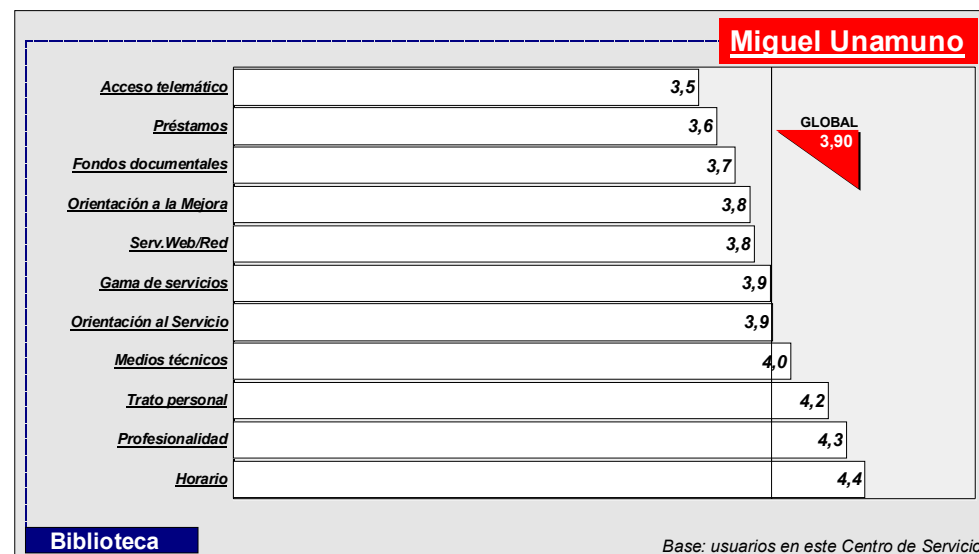 Miguel Unamuno
Acceso telemático 3,5
Préstamos 3,6
GLOBAL
3,90
Fondos documentales 3,7
Orientación a la Mejora 3,8
Serv.Web/Red 3,8
Gama de servicios 3,9
Orientación al Servicio 3,9
Medios técnicos 4,0
Trato personal 4,2
Profesionalidad 4,3
Horario 4,4
Biblioteca
Base: usuarios en este Centro de Servicio